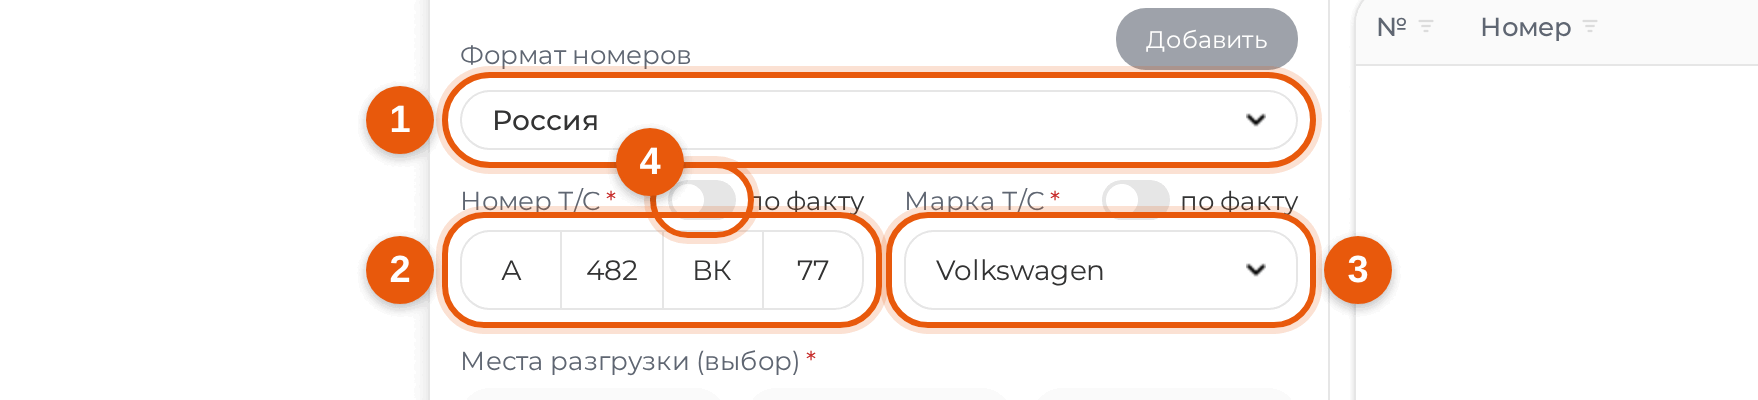 Добавить
№ Номер
Формат номеров
1 Россия
4
Номер Т/С * по факту Марка Т/С * по факту
2 А 482 ВК 77 Volkswagen 3
Места разгрузки (выбор) *